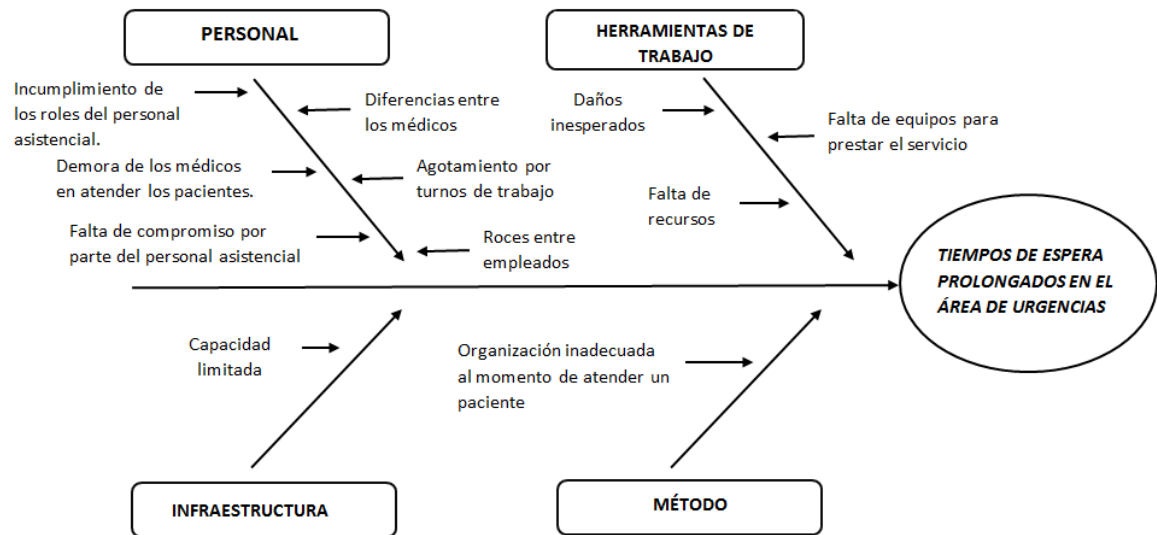 PERSONAL
HERRAMIENTAS DE
TRABAJO
Incumplimiento de
los roles del personal
asistencial.
Diferencias entre
los médicos
Demora de los médicos
en atender los pacientes.
Agotamiento por
turnos de trabajo
Falta de compromiso por
parte del personal asistencial
Roces entre
empleados
Daños
inesperados
Falta de equipos para
prestar el servicio
Falta de
recursos
TIEMPOS DE ESPERA
PROLONGADOS EN EL
ÁREA DE URGENCIAS
Capacidad
limitada
Organización inadecuada
al momento de atender un
paciente
INFRAESTRUCTURA
MÉTODO